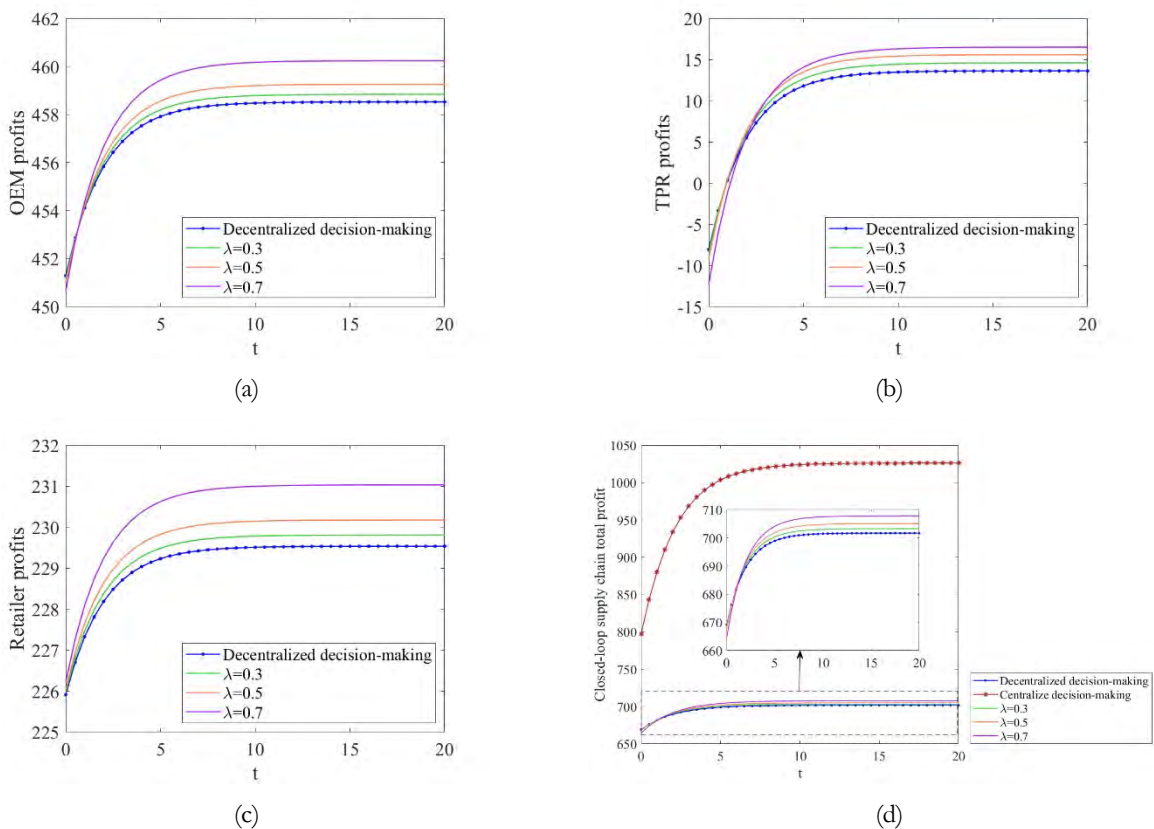 462
460
458
456
454
452
450
OEM profits
0
5
10
15
20
t
Decentralized decision-making
λ=0.3
λ=0.5
λ=0.7
(a)
20
15
10
5
0
-5
-10
-15
TPR profits
0
5
10
15
20
t
Decentralized decision-making
λ=0.3
λ=0.5
λ=0.7
(b)
232
231
230
229
228
227
226
225
Retailer profits
0
5
10
15
20
t
Decentralized decision-making
λ=0.3
λ=0.5
λ=0.7
(c)
1050
1000
950
900
850
800
750
700
650
Closed-loop supply chain total profit
710
700
690
680
670
660
0
5
10
15
20
0
5
10
15
20
t
Decentralized decision-making
Centralize decision-making
λ=0.3
λ=0.5
λ=0.7
(d)